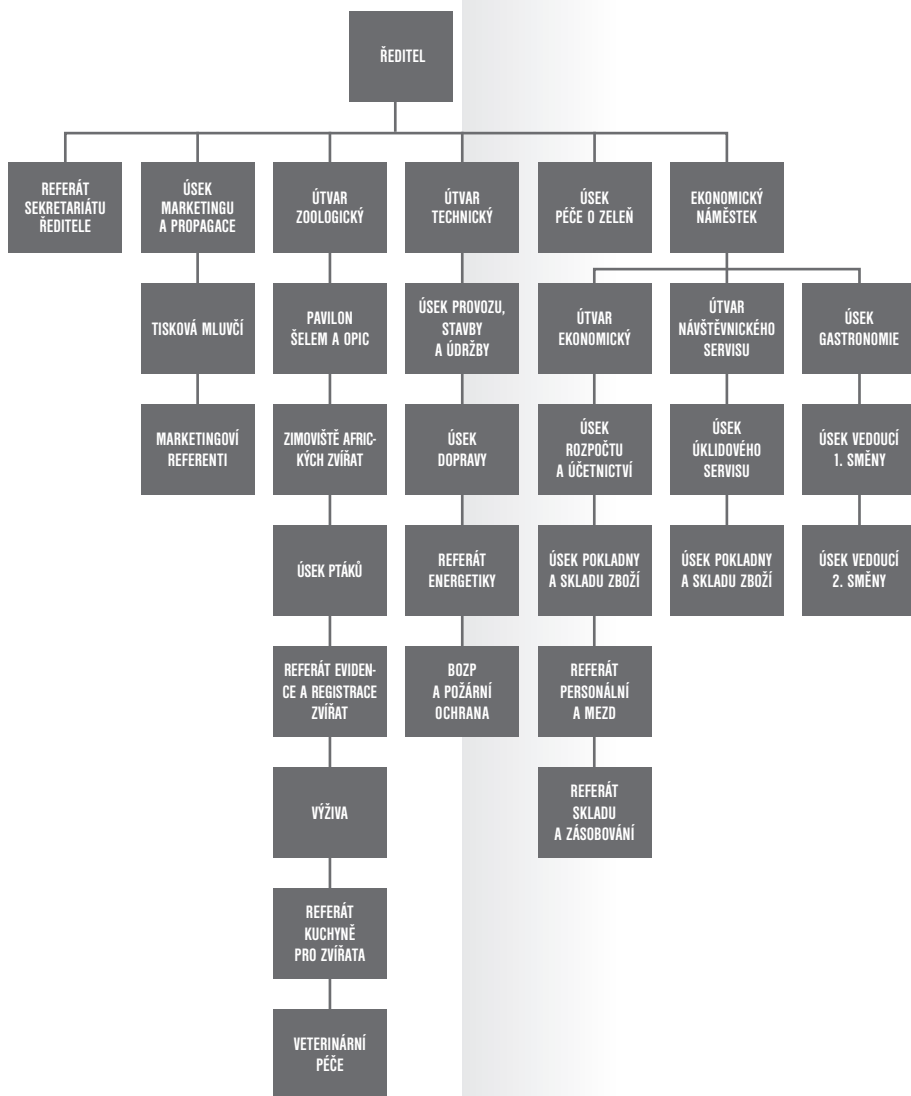 ŘEDITEL
REFERÁT
SEKRETARIÁTU
ŘEDITELE
ÚSEK
MARKETINGU
A PROPAGACE
ÚTVAR
ZOOLOGICKÝ
ÚTVAR
TECHNICKÝ
ÚSEK
PÉČE O ZELEŇ
EKONOMICKÝ
NÁMĚSTEK
TISKOVÁ MLUVČÍ
PAVILON
ŠELEM A OPIC
ÚSEK PROVOZU,
STAVBY
A ÚDRŽBY
ÚTVAR
EKONOMICKÝ
ÚTVAR
NÁVŠTĚVNICKÉHO
SERVISU
ÚSEK
GASTRONOMIE
MARKETINGOVÍ
REFERENTI
ZIMOVIŠTĚ AFRIC-
KÝCH ZVÍŘAT
ÚSEK
DOPRAVY
ÚSEK
ROZPOČTU
A ÚČETNICTVÍ
ÚSEK
ÚKLIDOVÉHO
SERVISU
ÚSEK VEDOUCÍ
1. SMĚNY
ÚSEK PTÁKŮ
REFERÁT
ENERGETIKY
ÚSEK POKLADNY
A SKLADU ZBOŽÍ
ÚSEK POKLADNY
A SKLADU ZBOŽÍ
ÚSEK VEDOUCÍ
2. SMĚNY
REFERÁT EVIDEN-
CE A REGISTRACE
ZVÍŘAT
BOZP
A POŽÁRNÍ
OCHRANA
REFERÁT
PERSONÁLNÍ
A MEZD
VÝŽIVA
REFERÁT
SKLADU
A ZÁSOBOVÁNÍ
REFERÁT
KUCHYNĚ
PRO ZVÍŘATA
VETERINÁRNÍ
PÉČE